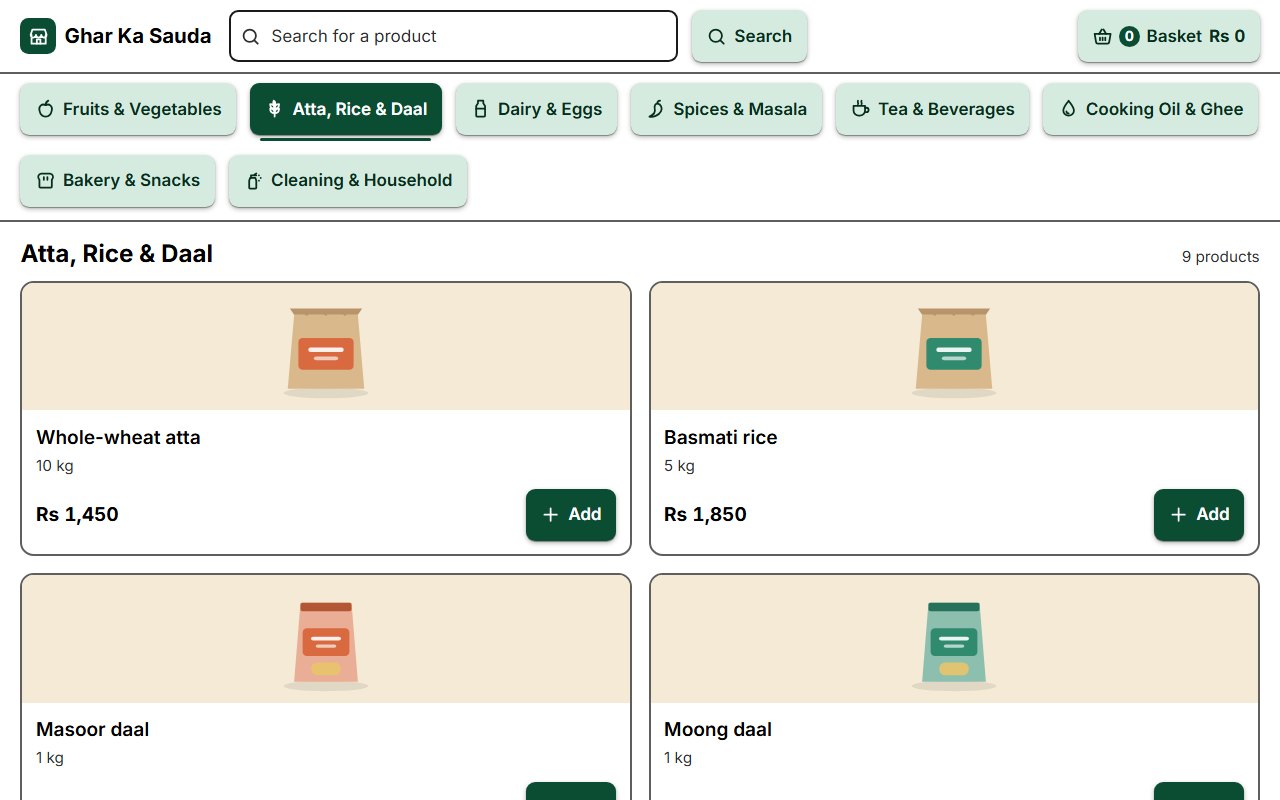 Ghar Ka Sauda
Search for a product
Search
0 Basket Rs 0
Fruits & Vegetables
Atta, Rice & Daal
Dairy & Eggs
Spices & Masala
Tea & Beverages
Cooking Oil & Ghee
Bakery & Snacks
Cleaning & Household
Atta, Rice & Daal
9 products
Whole-wheat atta
10 kg
Rs 1,450
Add
Basmati rice
5 kg
Rs 1,850
Add
Masoor daal
1 kg
Moong daal
1 kg